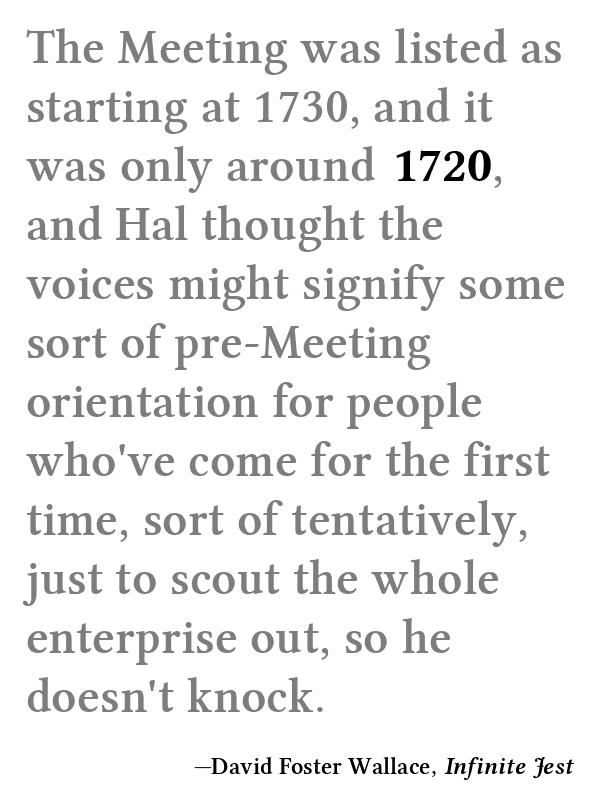 The Meeting was listed as
starting at 1730, and it
was only around 1720,
and Hal thought the
voices might signify some
sort of pre-Meeting
orientation for people
who've come for the first
time, sort of tentatively,
just to scout the whole
enterprise out, so he
doesn't knock.
—David Foster Wallace, Infinite Jest